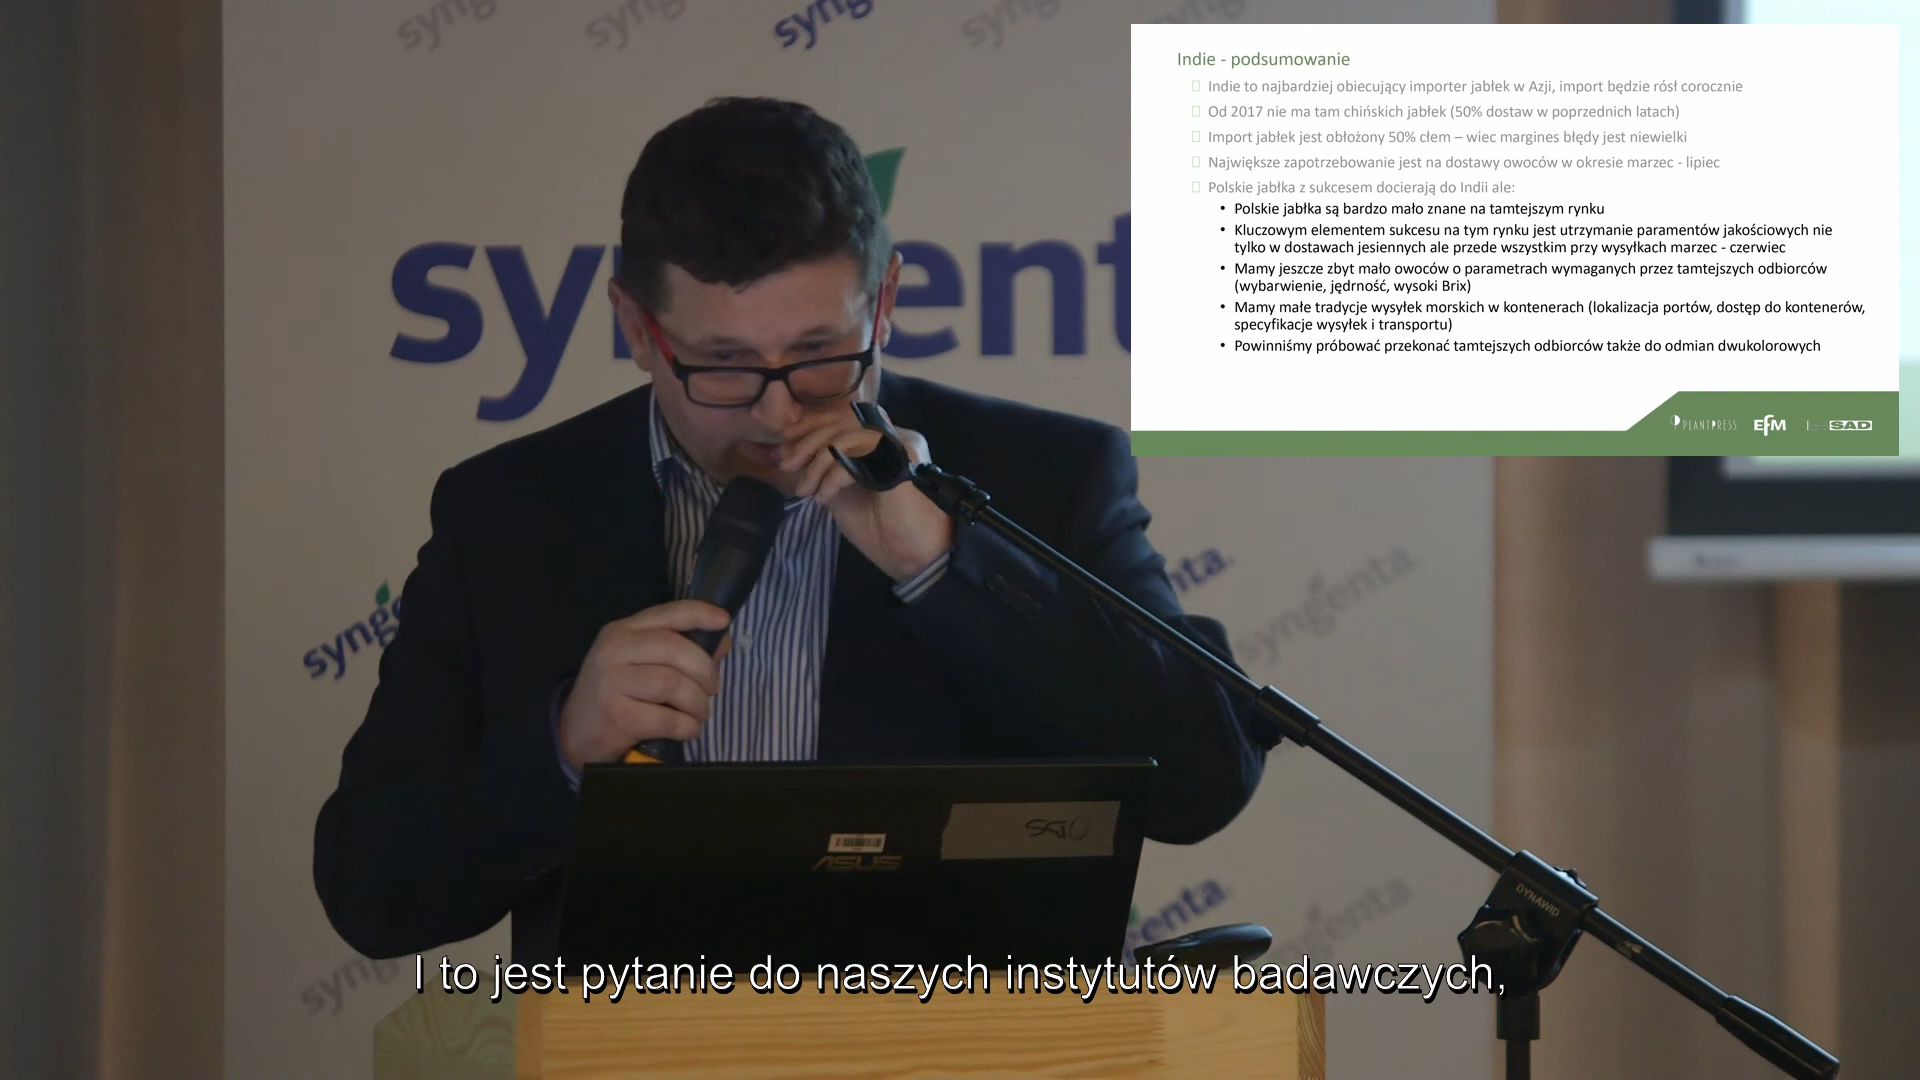 syngenta
Indie - podsumowanie
Indie to najbardziej obiecujący importer jabłek w Azji, import będzie rósł corocznie
Od 2017 nie ma tam chińskich jabłek (50% dostaw w poprzednich latach)
Import jabłek jest obłożony 50% cłem – wiec margines błędy jest niewielki
Największe zapotrzebowanie jest na dostawy owoców w okresie marzec - lipiec
Polskie jabłka z sukcesem docierają do Indii ale:
• Polskie jabłka są bardzo mało znane na tamtejszym rynku
• Kluczowym elementem sukcesu na tym rynku jest utrzymanie paramentów jakościowych nie
tylko w dostawach jesiennych ale przede wszystkim przy wysyłkach marzec - czerwiec
• Mamy jeszcze zbyt mało owoców o parametrach wymaganych przez tamtejszych odbiorców
(wybarwienie, jędrność, wysoki Brix)
• Mamy małe tradycje wysyłek morskich w kontenerach (lokalizacja portów, dostęp do kontenerów,
specyfikacje wysyłek i transportu)
• Powinniśmy próbować przekonać tamtejszych odbiorców także do odmian dwukolorowych
PLANTPRESS EFM SAD
syngenta
ASUS
DYNAWID
I to jest pytanie do naszych instytutów badawczych,